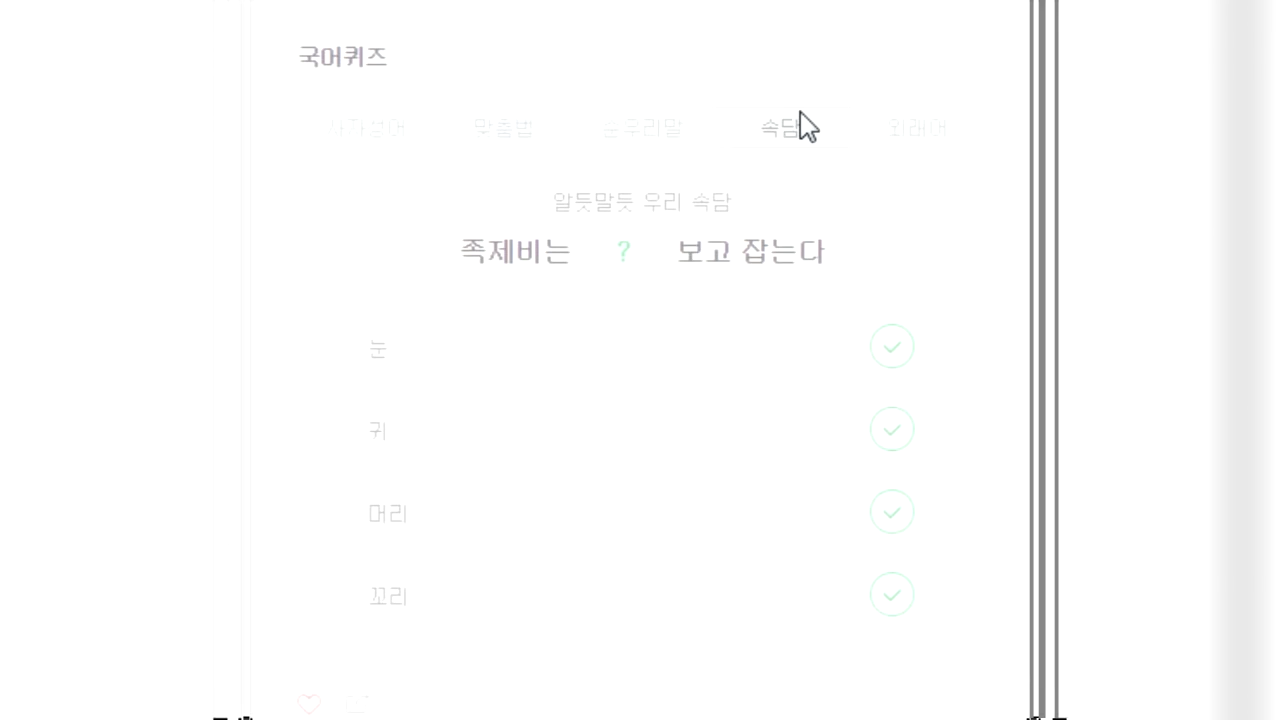 국어퀴즈
사자성어 맞춤법 순우리말 속담 외래어
알듯말듯 우리 속담
족제비는 ? 보고 잡는다
눈
귀
머리
꼬리